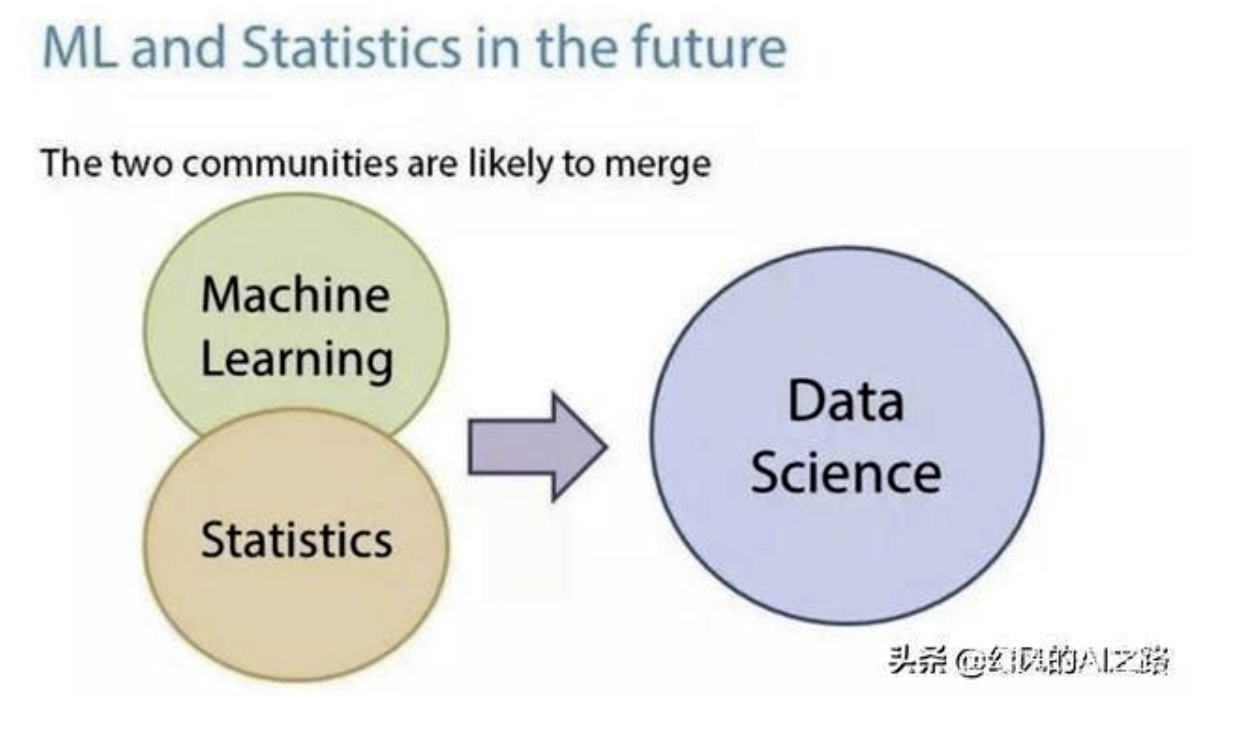 ML and Statistics in the future
The two communities are likely to merge
Machine
Learning
Statistics
Data
Science
头条 @幻风的AI之路